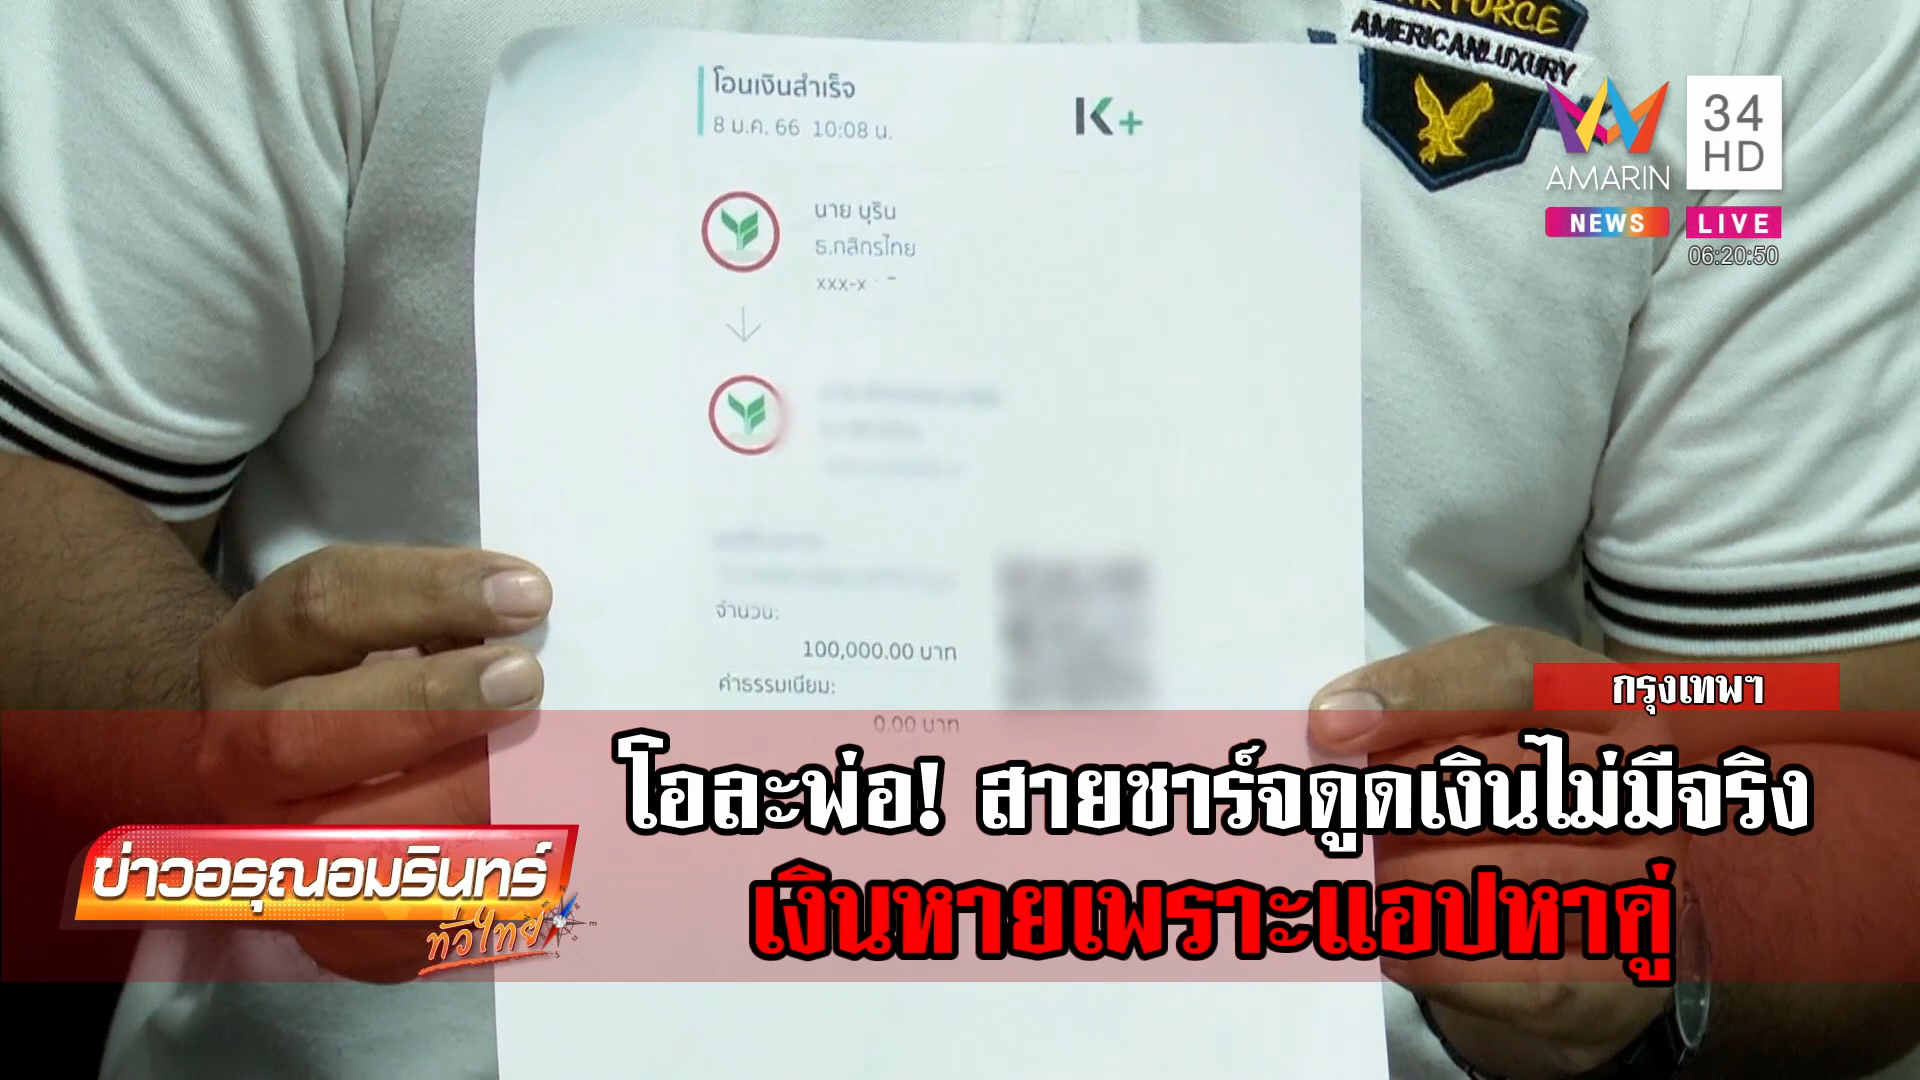 AIR FORCE
AMERICANLUXURY
AMARIN
34
HD
NEWS
LIVE
06:20:50
โอนเงินสำเร็จ
8 ม.ค. 66 10:08 น.
K+
นาย บุริน
ธ.กสิกรไทย
xxx-x
จำนวน:
100,000.00 บาท
ค่าธรรมเนียม:
0.00 บาท
กรุงเทพฯ
โอละพ่อ! สายชาร์จดูดเงินไม่มีจริง
เงินหายเพราะแอปหาคู่
ข่าวอรุณอมรินทร์
ทั่วไทย